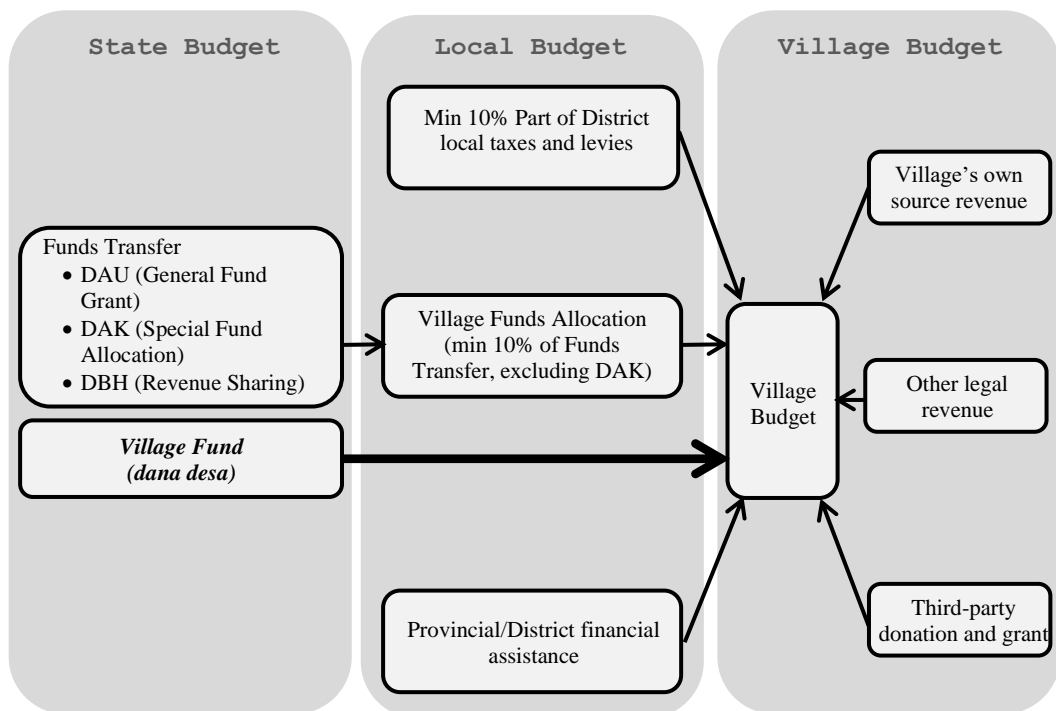 State Budget
Local Budget
Village Budget
Min 10% Part of District
local taxes and levies
Village’s own
source revenue
Funds Transfer
• DAU (General Fund
Grant)
• DAK (Special Fund
Allocation)
• DBH (Revenue Sharing)
Village Funds Allocation
(min 10% of Funds
Transfer, excluding DAK)
Village
Budget
Other legal
revenue
Village Fund
(dana desa)
Provincial/District financial
assistance
Third-party
donation and grant